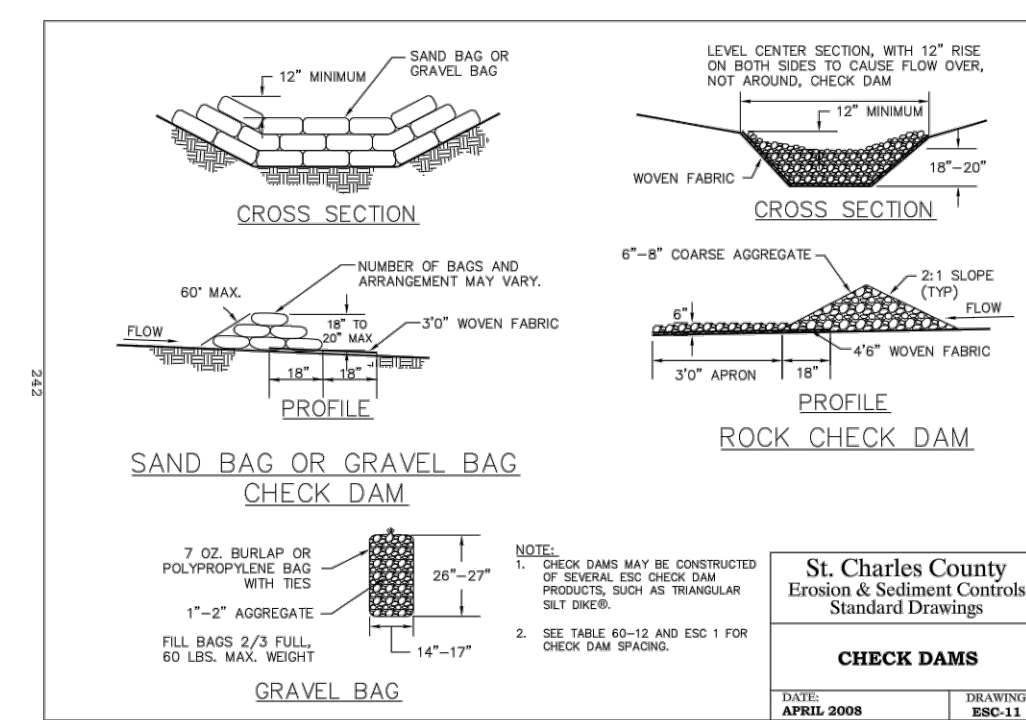 SAND BAG OR
GRAVEL BAG
12" MINIMUM
CROSS SECTION
LEVEL CENTER SECTION, WITH 12" RISE
ON BOTH SIDES TO CAUSE FLOW OVER,
NOT AROUND, CHECK DAM
12" MINIMUM
WOVEN FABRIC
18"-20"
CROSS SECTION
NUMBER OF BAGS AND
ARRANGEMENT MAY VARY.
60° MAX.
FLOW
18" TO
20" MAX
3'0" WOVEN FABRIC
18"
18"
PROFILE
SAND BAG OR GRAVEL BAG
CHECK DAM
6"-8" COARSE AGGREGATE
2:1 SLOPE
(TYP)
FLOW
6"
4'6" WOVEN FABRIC
3'0" APRON
18"
PROFILE
ROCK CHECK DAM
242
7 OZ. BURLAP OR
POLYPROPYLENE BAG
WITH TIES
1"-2" AGGREGATE
FILL BAGS 2/3 FULL,
60 LBS. MAX. WEIGHT
26"-27"
14"-17"
GRAVEL BAG
NOTE:
1. CHECK DAMS MAY BE CONSTRUCTED
OF SEVERAL ESC CHECK DAM
PRODUCTS, SUCH AS TRIANGULAR
SILT DIKE®.
2. SEE TABLE 60-12 AND ESC 1 FOR
CHECK DAM SPACING.
St. Charles County
Erosion & Sediment Controls
Standard Drawings
CHECK DAMS
DATE:
APRIL 2008
DRAWING
ESC-11